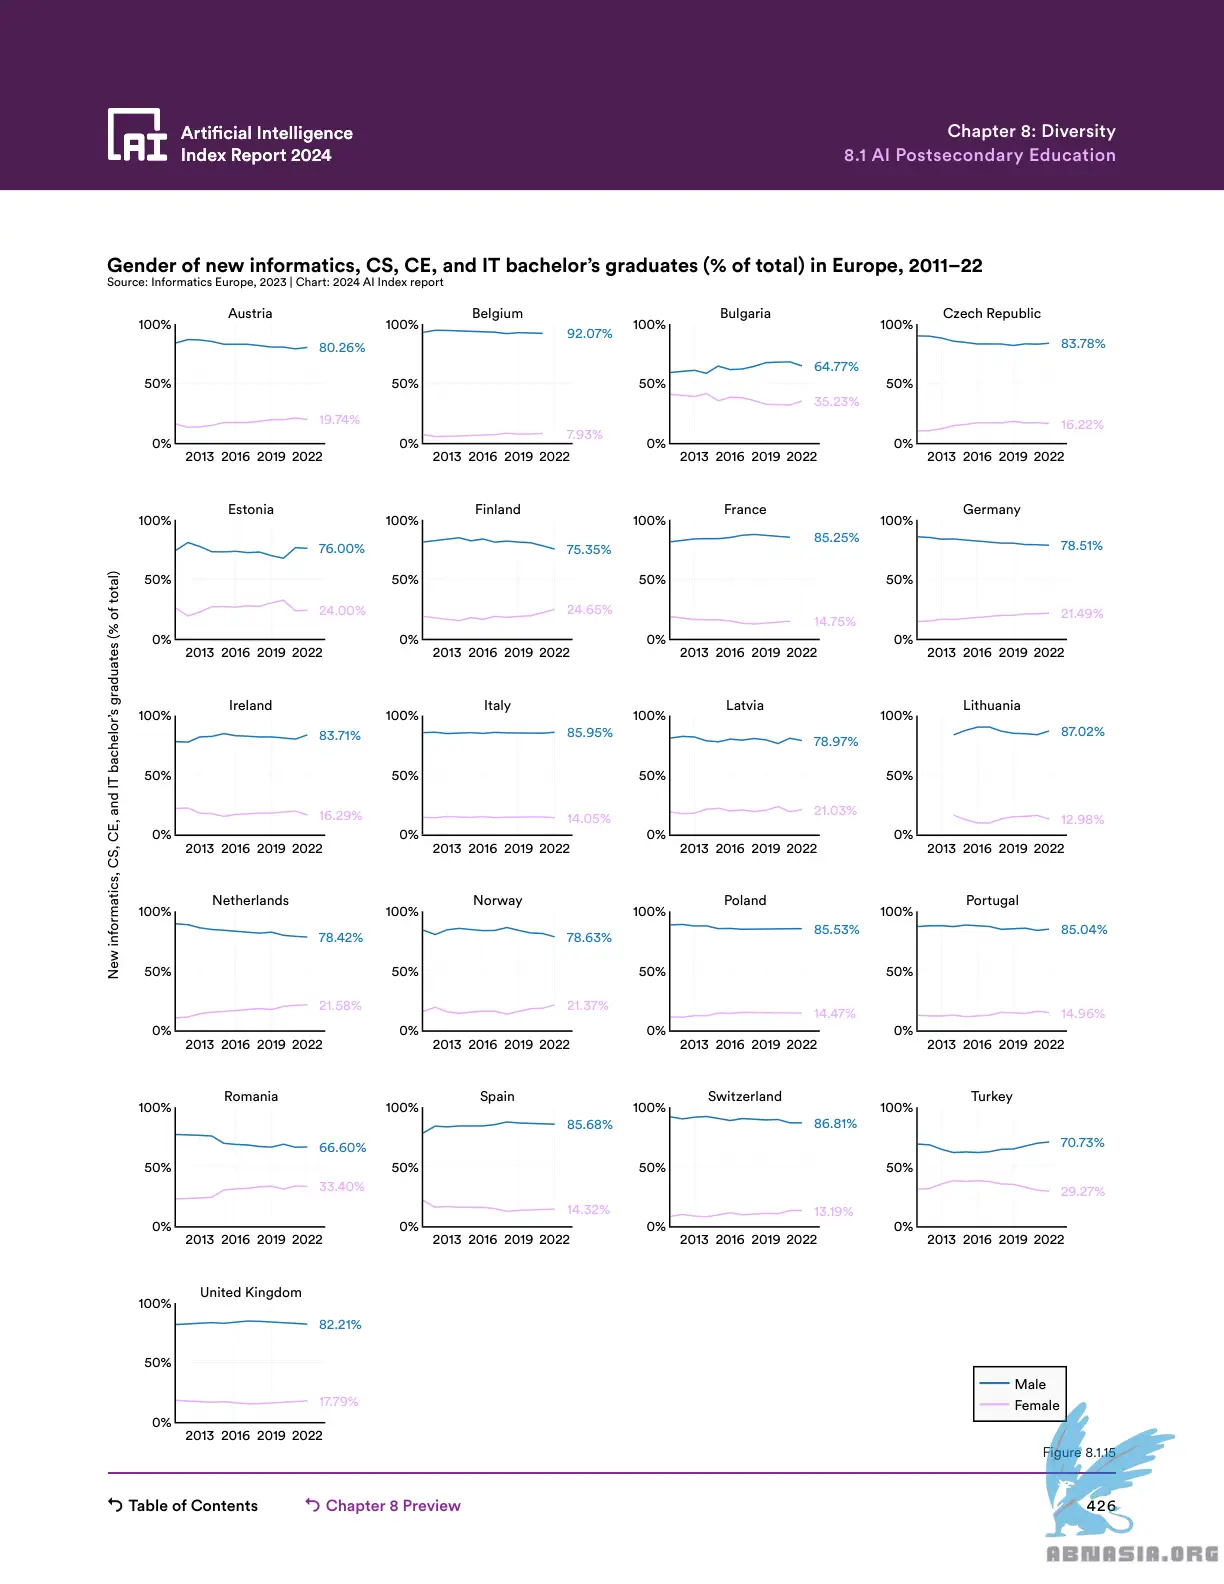 AI
Artificial Intelligence
Index Report 2024
Chapter 8: Diversity
8.1 AI Postsecondary Education
Gender of new informatics, CS, CE, and IT bachelor's graduates (% of total) in Europe, 2011–22
Source: Informatics Europe, 2023 | Chart: 2024 AI Index report
New informatics, CS, CE, and IT bachelor's graduates (% of total)
Austria
100%
50%
0%
80.26%
19.74%
2013 2016 2019 2022
Belgium
100%
50%
0%
92.07%
7.93%
2013 2016 2019 2022
Bulgaria
100%
50%
0%
64.77%
35.23%
2013 2016 2019 2022
Czech Republic
100%
50%
0%
83.78%
16.22%
2013 2016 2019 2022
Estonia
100%
50%
0%
76.00%
24.00%
2013 2016 2019 2022
Finland
100%
50%
0%
75.35%
24.65%
2013 2016 2019 2022
France
100%
50%
0%
85.25%
14.75%
2013 2016 2019 2022
Germany
100%
50%
0%
78.51%
21.49%
2013 2016 2019 2022
Ireland
100%
50%
0%
83.71%
16.29%
2013 2016 2019 2022
Italy
100%
50%
0%
85.95%
14.05%
2013 2016 2019 2022
Latvia
100%
50%
0%
78.97%
21.03%
2013 2016 2019 2022
Lithuania
100%
50%
0%
87.02%
12.98%
2013 2016 2019 2022
Netherlands
100%
50%
0%
78.42%
21.58%
2013 2016 2019 2022
Norway
100%
50%
0%
78.63%
21.37%
2013 2016 2019 2022
Poland
100%
50%
0%
85.53%
14.47%
2013 2016 2019 2022
Portugal
100%
50%
0%
85.04%
14.96%
2013 2016 2019 2022
Romania
100%
50%
0%
66.60%
33.40%
2013 2016 2019 2022
Spain
100%
50%
0%
85.68%
14.32%
2013 2016 2019 2022
Switzerland
100%
50%
0%
86.81%
13.19%
2013 2016 2019 2022
Turkey
100%
50%
0%
70.73%
29.27%
2013 2016 2019 2022
United Kingdom
100%
50%
0%
82.21%
17.79%
2013 2016 2019 2022
Male
Female
Figure 8.1.15
Table of Contents
Chapter 8 Preview
426
ABNASIA.ORG